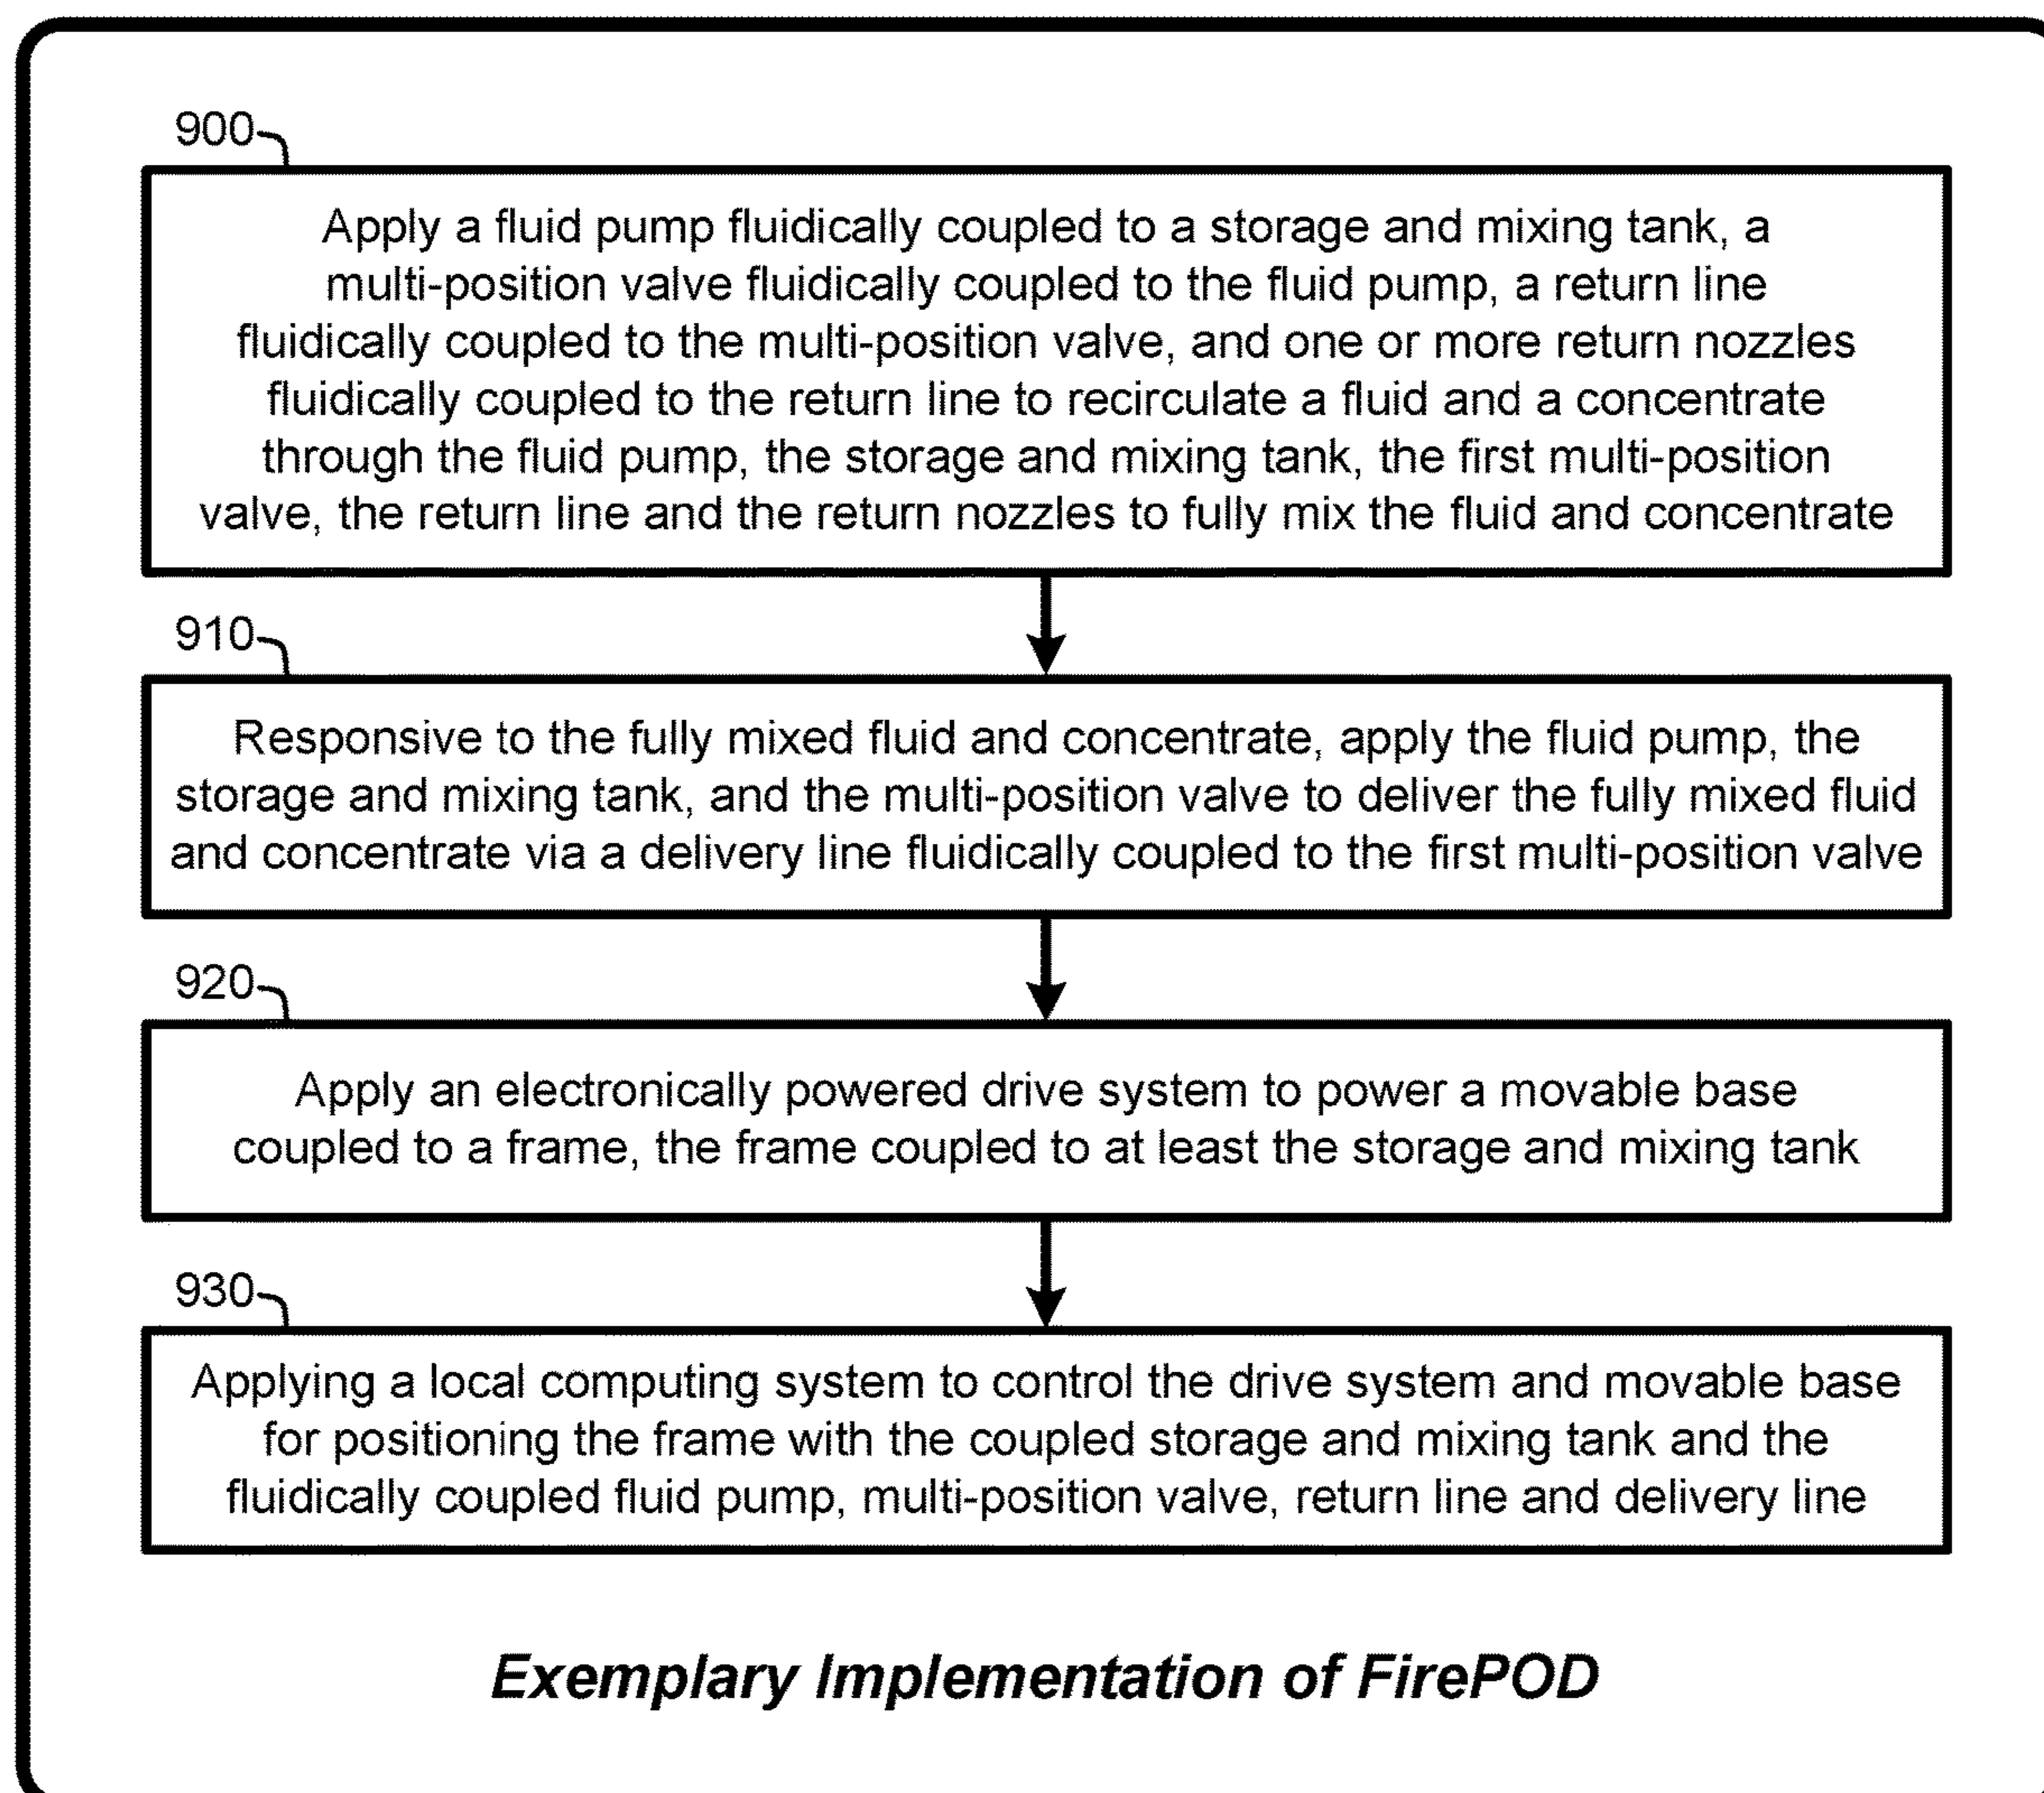 900
Apply a fluid pump fluidically coupled to a storage and mixing tank, a
multi-position valve fluidically coupled to the fluid pump, a return line
fluidically coupled to the multi-position valve, and one or more return nozzles
fluidically coupled to the return line to recirculate a fluid and a concentrate
through the fluid pump, the storage and mixing tank, the first multi-position
valve, the return line and the return nozzles to fully mix the fluid and concentrate
910
Responsive to the fully mixed fluid and concentrate, apply the fluid pump, the
storage and mixing tank, and the multi-position valve to deliver the fully mixed fluid
and concentrate via a delivery line fluidically coupled to the first multi-position valve
920
Apply an electronically powered drive system to power a movable base
coupled to a frame, the frame coupled to at least the storage and mixing tank
930
Applying a local computing system to control the drive system and movable base
for positioning the frame with the coupled storage and mixing tank and the
fluidically coupled fluid pump, multi-position valve, return line and delivery line
Exemplary Implementation of FirePOD